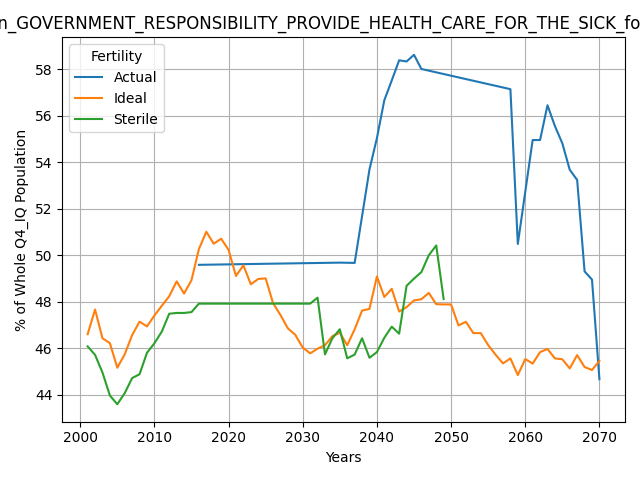 n_GOVERNMENT_RESPONSIBILITY_PROVIDE_HEALTH_CARE_FOR_THE_SICK_fo
Fertility
Actual
Ideal
Sterile
% of Whole Q4_IQ Population
58
56
54
52
50
48
46
44
2000 2010 2020 2030 2040 2050 2060 2070
Years